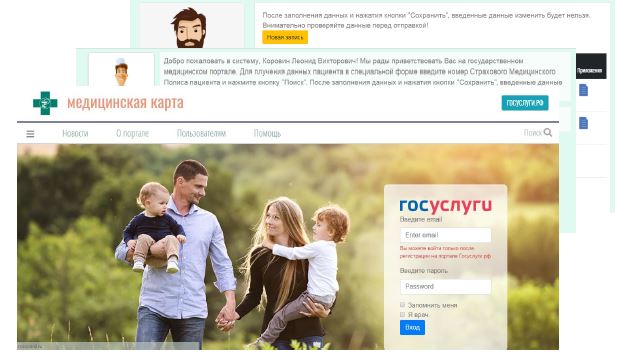 После заполнения данных и нажатия кнопки "Сохранить", введенные данные изменить будет нельзя.
Внимательно проверяйте данные перед отправкой!
Новая запись
Добро пожаловать в систему, Коровин Леонид Викторович! Мы рады приветствовать Вас на государственном
медицинском портале. Для лучения данных пациента в специальной форме введите номер Страхового Медицинского
Полиса пациента и нажмите кнопку "Поиск". После заполнения данных и нажатия кнопки "Сохранить", введенные данные
Приложения
медицинская карта
ГОСУСЛУГИ.РФ
Новости
О портале
Пользователям
Помощь
Поиск
госуслуги
Введите email
Enter email
Вы можете войти только после
регистрации на портале Госуслуги.рф
Введите пароль
Password
Запомнить меня
Я врач
Вход